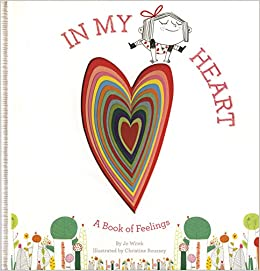 IN MY
HEART
A Book of Feelings
By Jo Witek
Illustrated by Christine Roussey